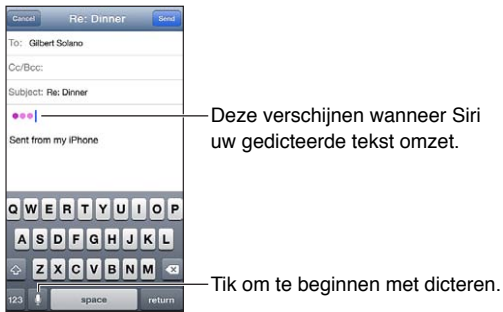 Cancel Re: Dinner Send
To: Gilbert Solano
Cc/Bcc:
Subject: Re: Dinner
Deze verschijnen wanneer Siri
uw gedicteerde tekst omzet.
Sent from my iPhone
Q W E R T Y U I O P
A S D F G H J K L
Z X C V B N M
Tik om te beginnen met dicteren.
123 space return